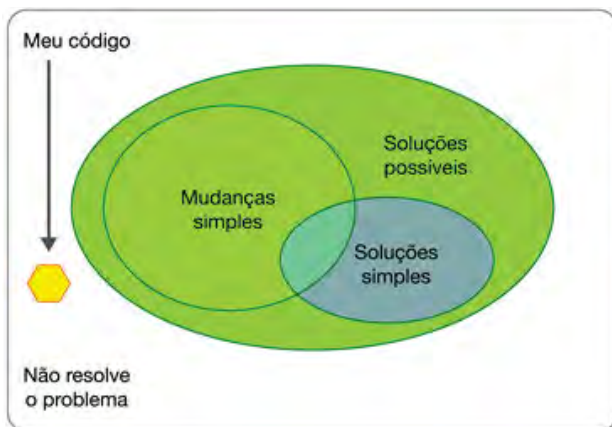 Meu código
Soluções
possíveis
Mudanças
simples
Soluções
simples
Não resolve
o problema